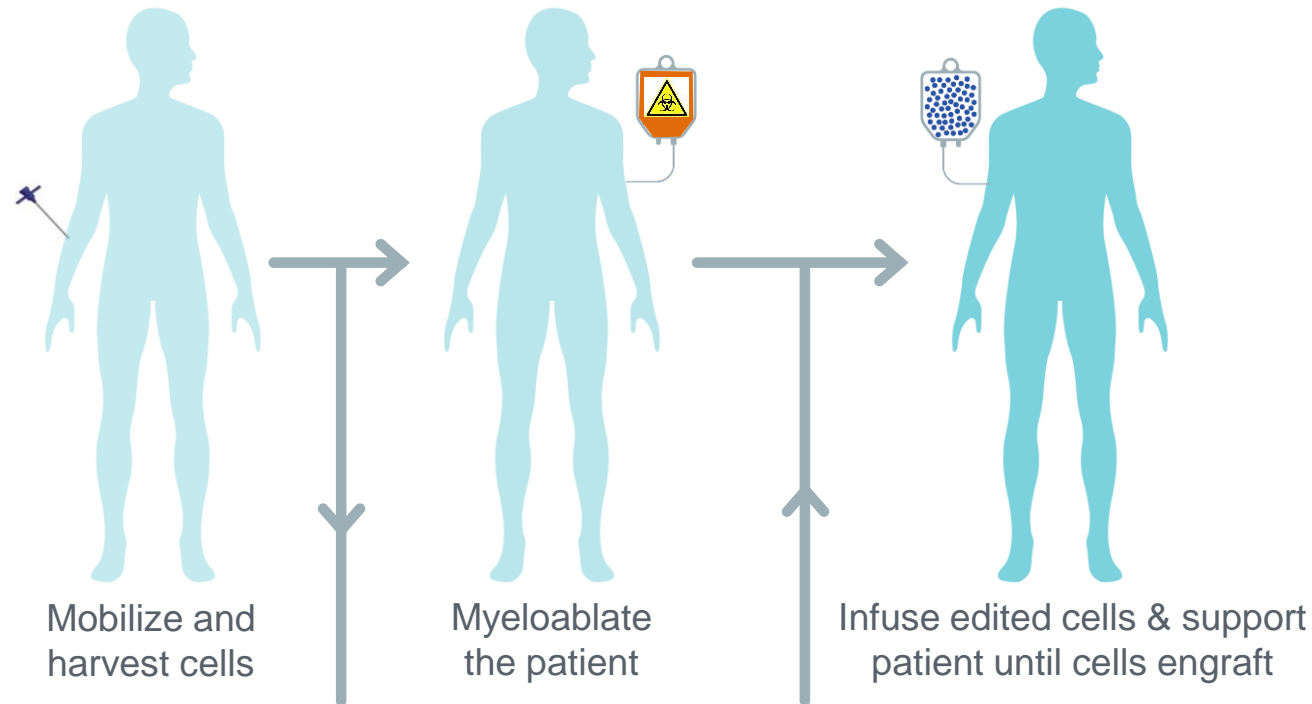 Mobilize and
harvest cells
Myeloablate
the patient
Infuse edited cells & support
patient until cells engraft